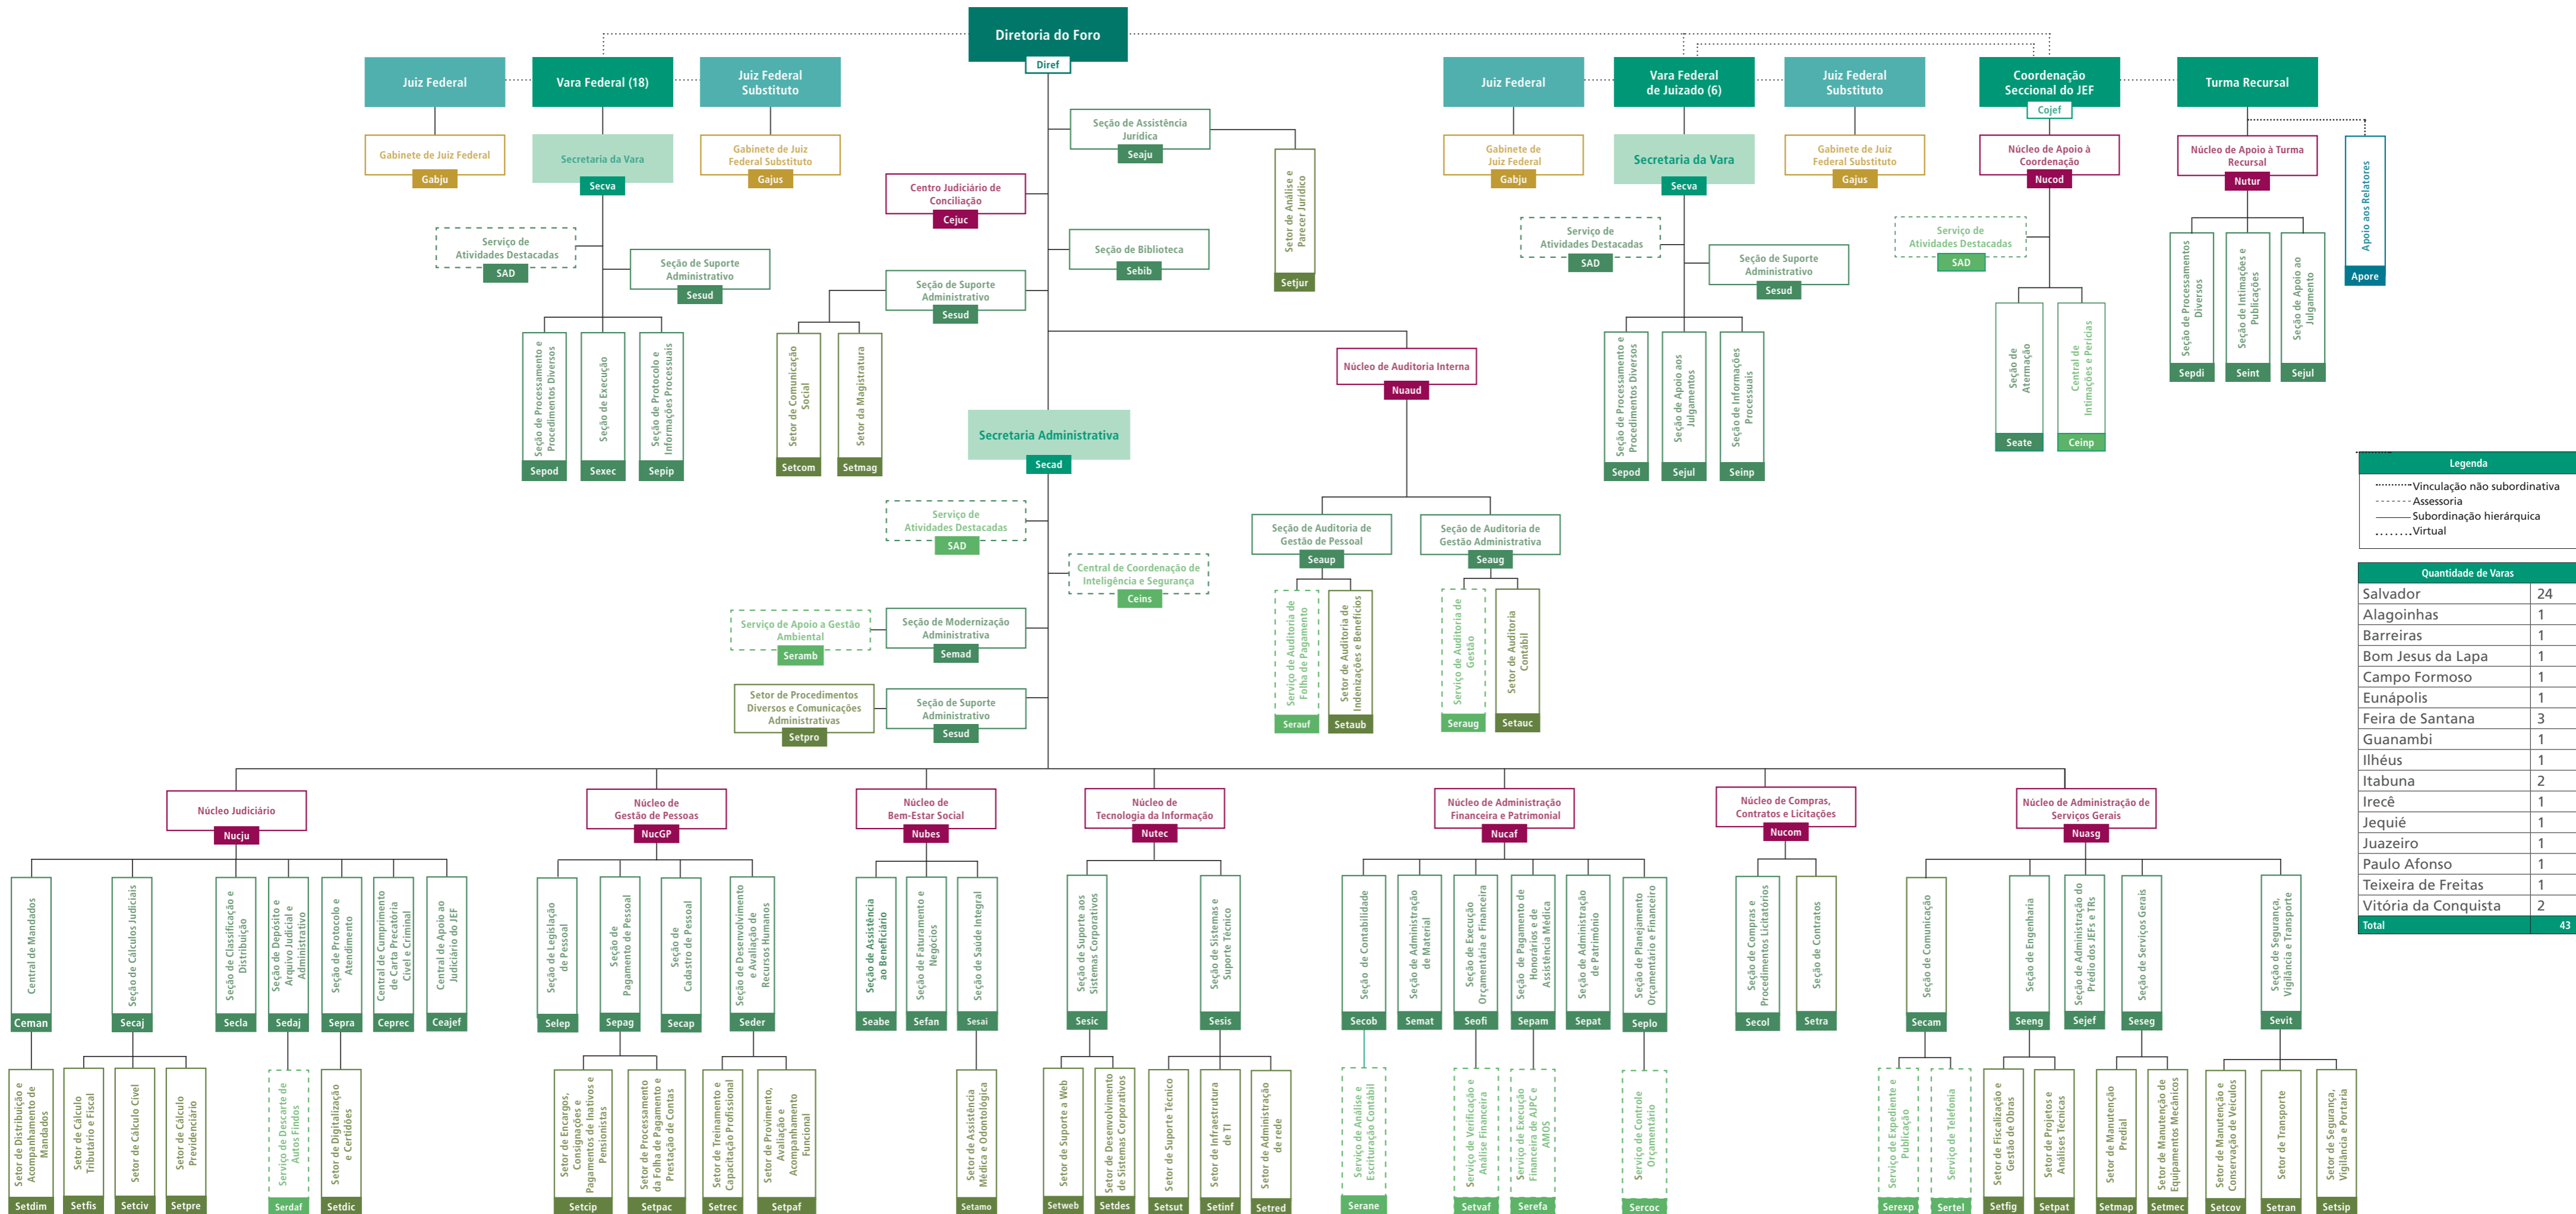 Diretoria do Foro
Diref
Juiz Federal
Vara Federal (18)
Juiz Federal
Substituto
Juiz Federal
Vara Federal
de Juizado (6)
Juiz Federal
Substituto
Coordenação
Seccional do JEF
Cojef
Turma Recursal
Gabinete de Juiz Federal
Gabju
Secretaria da Vara
Secva
Gabinete de Juiz
Federal Substituto
Gajus
Serviço de
Atividades Destacadas
SAD
Seção de Suporte
Administrativo
Sesud
Seção de Processamento e
Procedimentos Diversos
Sepod
Seção de Execução
Sexec
Seção de Protocolo e
Informações Processuais
Sepip
Seção de Assistência
Jurídica
Seaju
Setor de Análise e
Parecer Jurídico
Setjur
Centro Judiciário de
Conciliação
Cejuc
Seção de Biblioteca
Sebib
Seção de Suporte
Administrativo
Sesud
Setor de Comunicação
Social
Setcom
Setor da Magistratura
Setmag
Núcleo de Auditoria Interna
Nuaud
Seção de Auditoria de
Gestão de Pessoal
Seaup
Seção de Auditoria de
Gestão Administrativa
Seaug
Serviço de Auditoria de
Folha de Pagamento
Serauf
Setor de Auditoria de
Indenizações e Benefícios
Setaub
Serviço de Auditoria de
Gestão
Seraug
Setor de Auditoria
Contábil
Setauc
Gabinete de
Juiz Federal
Gabju
Secretaria da Vara
Secva
Gabinete de Juiz
Federal Substituto
Gajus
Serviço de
Atividades Destacadas
SAD
Seção de Suporte
Administrativo
Sesud
Seção de Processamento e
Procedimentos Diversos
Sepod
Seção de Apoio aos
Julgamentos
Sejul
Seção de Informações
Processuais
Seinp
Núcleo de Apoio à
Coordenação
Nucod
Serviço de
Atividades Destacadas
SAD
Seção de
Atermação
Seate
Central de
Intimações e Perícias
Ceinp
Núcleo de Apoio à Turma
Recursal
Nutur
Apoio aos Relatores
Apore
Seção de Processamentos
Diversos
Sepdi
Seção de Intimações e
Publicações
Seint
Seção de Apoio ao
Julgamento
Sejul
Secretaria Administrativa
Secad
Serviço de
Atividades Destacadas
SAD
Central de Coordenação de
Inteligência e Segurança
Ceins
Serviço de Apoio a Gestão
Ambiental
Seramb
Seção de Modernização
Administrativa
Semad
Setor de Procedimentos
Diversos e Comunicações
Administrativas
Setpro
Seção de Suporte
Administrativo
Sesud
Legenda
Vinculação não subordinativa
Assessoria
Subordinação hierárquica
Virtual
Quantidade de Varas
Salvador 24
Alagoinhas 1
Barreiras 1
Bom Jesus da Lapa 1
Campo Formoso 1
Eunápolis 1
Feira de Santana 3
Guanambi 1
Ilhéus 1
Itabuna 2
Irecê 1
Jequié 1
Juazeiro 1
Paulo Afonso 1
Teixeira de Freitas 1
Vitória da Conquista 2
Total 43
Núcleo Judiciário
Nucju
Central de Mandados
Ceman
Seção de Cálculos Judiciais
Secaj
Seção de Classificação e
Distribuição
Secla
Seção de Depósito e
Arquivo Judicial e
Administrativo
Sedaj
Seção de Protocolo e
Atendimento
Sepra
Central de Cumprimento
de Carta Precatória
Cível e Criminal
Ceprec
Central de Apoio ao
Judiciário do JEF
Ceajef
Setor de Distribuição e
Acompanhamento de
Mandados
Setdim
Setor de Cálculo
Tributário e Fiscal
Setfis
Setor de Cálculo Cível
Setciv
Setor de Cálculo
Previdenciário
Setpre
Serviço de Descarte de
Autos Findos
Serdaf
Setor de Digitalização
e Certidões
Setdic
Núcleo de
Gestão de Pessoas
NucGP
Seção de Legislação
de Pessoal
Selep
Seção de
Pagamento de Pessoal
Sepag
Seção de
Cadastro de Pessoal
Secap
Seção de Desenvolvimento
e Avaliação de
Recursos Humanos
Seder
Setor de Encargos,
Consignações e
Pagamentos de Inativos e
Pensionistas
Setcip
Setor de Processamento
da Folha de Pagamento e
Prestação de Contas
Setpac
Setor de Treinamento e
Capacitação Profissional
Setrec
Setor de Provimento,
Avaliação e
Acompanhamento
Funcional
Setpaf
Núcleo de
Bem-Estar Social
Nubes
Seção de Assistência
ao Beneficiário
Seabe
Seção de Faturamento e
Negócios
Sefan
Seção de Saúde Integral
Sesai
Setor de Assistência
Médica e Odontológica
Setamo
Núcleo de
Tecnologia da Informação
Nutec
Seção de Suporte aos
Sistemas Corporativos
Sesic
Seção de Sistemas e
Suporte Técnico
Sesis
Setor de Suporte a Web
Setweb
Setor de Desenvolvimento
de Sistemas Corporativos
Setdes
Setor de Suporte Técnico
Setsut
Setor de Infraestrutura
de TI
Setinf
Setor de Administração
de rede
Setred
Núcleo de Administração
Financeira e Patrimonial
Nucaf
Seção de Contabilidade
Secob
Seção de Administração
de Material
Semat
Seção de Execução
Orçamentária e Financeira
Seofi
Seção de Pagamento de
Honorários e de
Assistência Médica
Sepam
Seção de Administração
de Patrimônio
Sepat
Seção de Planejamento
Orçamentário e Financeiro
Seplo
Serviço de Análise e
Escrituração Contábil
Serane
Serviço de Verificação e
Análise Financeira
Setvaf
Serviço de Execução
Financeira de AJPC e
AMOS
Serefa
Serviço de Controle
Orçamentário
Sercoc
Núcleo de Compras,
Contratos e Licitações
Nucom
Seção de Compras e
Procedimentos Licitatórios
Secol
Seção de Contratos
Setra
Núcleo de Administração de
Serviços Gerais
Nuasg
Seção de Comunicação
Secam
Seção de Engenharia
Seeng
Seção de Administração do
Prédio dos JEFs e TRs
Sejef
Seção de Serviços Gerais
Seseg
Seção de Segurança,
Vigilância e Transporte
Sevit
Serviço de Expediente e
Publicação
Serexp
Serviço de Telefonia
Sertel
Setor de Fiscalização e
Gestão de Obras
Setfig
Setor de Projetos e
Análises Técnicas
Setpat
Setor de Manutenção
Predial
Setmap
Setor de Manutenção de
Equipamentos Mecânicos
Setmec
Setor de Manutenção e
Conservação de Veículos
Setcov
Setor de Transporte
Setran
Setor de Segurança,
Vigilância e Portaria
Setsip